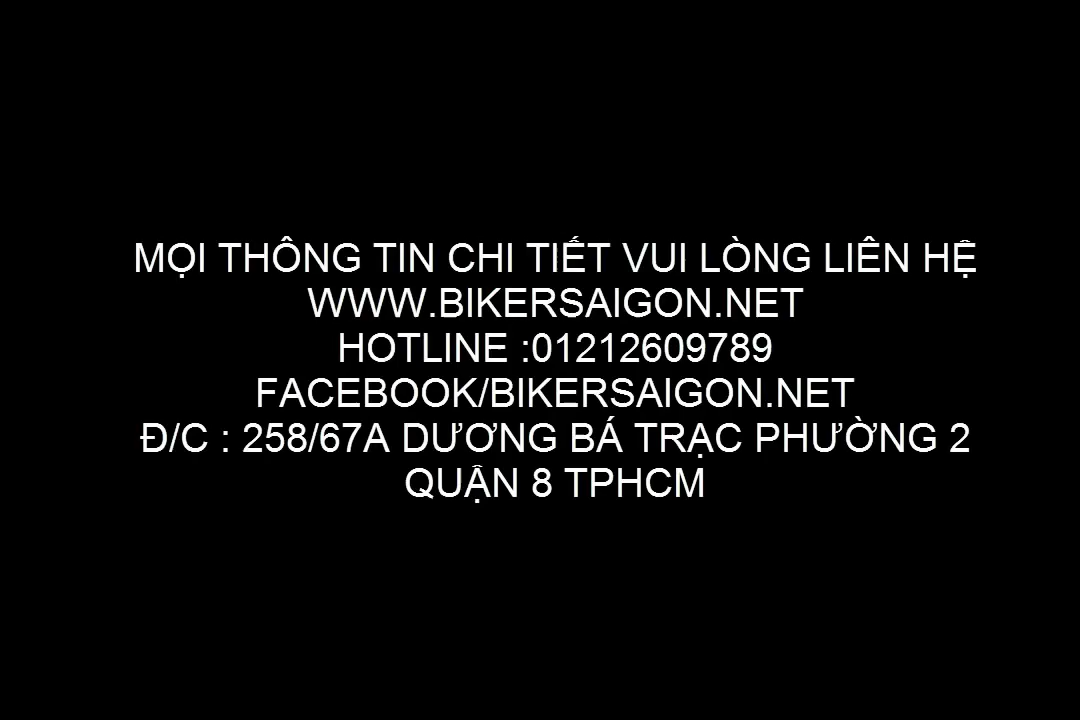 MỌI THÔNG TIN CHI TIẾT VUI LÒNG LIÊN HỆ
WWW.BIKERSAIGON.NET
HOTLINE :01212609789
FACEBOOK/BIKERSAIGON.NET
Đ/C : 258/67A DƯƠNG BÁ TRẠC PHƯỜNG 2
QUẬN 8 TPHCM